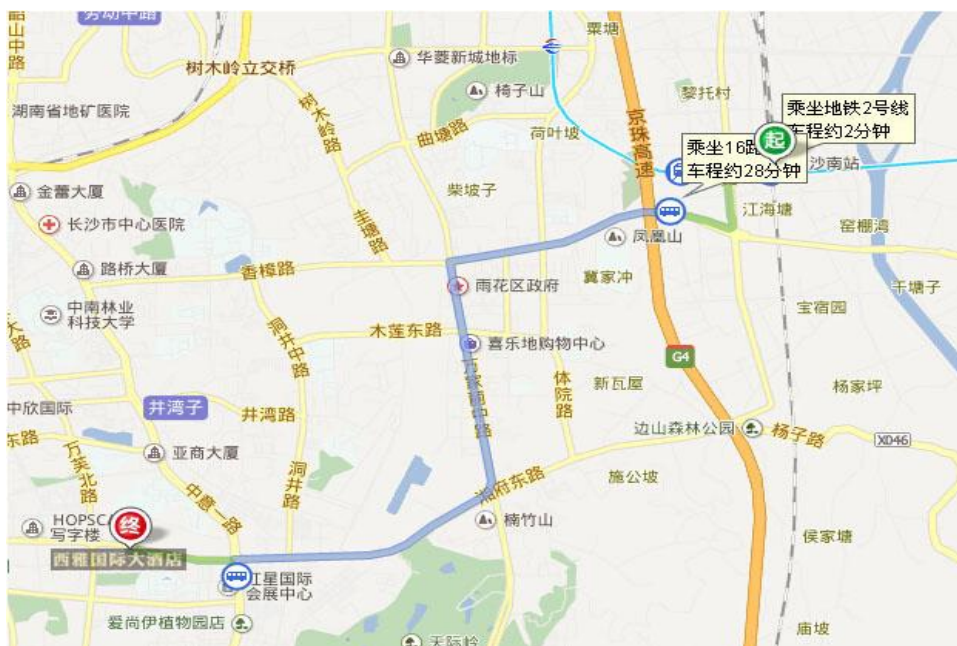 劳动中路
韶山中路
粟塘
华菱新城地标
树木岭立交桥
椅子山
黎托村
乘坐地铁2号线
车程约2分钟
湖南省地矿医院
树木岭路
曲塘路
荷叶坡
京珠高速
起
乘坐16路
车程约28分钟
沙南站
金蕾大厦
柴坡子
江海塘
长沙市中心医院
圭塘路
凤凰山
窑棚湾
路桥大厦
香樟路
雨花区政府
冀家冲
干塘子
中南林业
科技大学
洞井中路
木莲东路
宝宿园
喜乐地购物中心
万家丽中路
G4
体院路
新瓦屋
杨家坪
中欣国际
井湾子
井湾路
边山森林公园
杨子路
X046
东路
万芙北路
亚商大厦
洞井路
中意一路
湘府东路
施公坡
HOPSCA
写字楼
终
楠竹山
侯家塘
西雅国际大酒店
红星国际
会展中心
爱尚伊植物园店
天际岭
庙坡